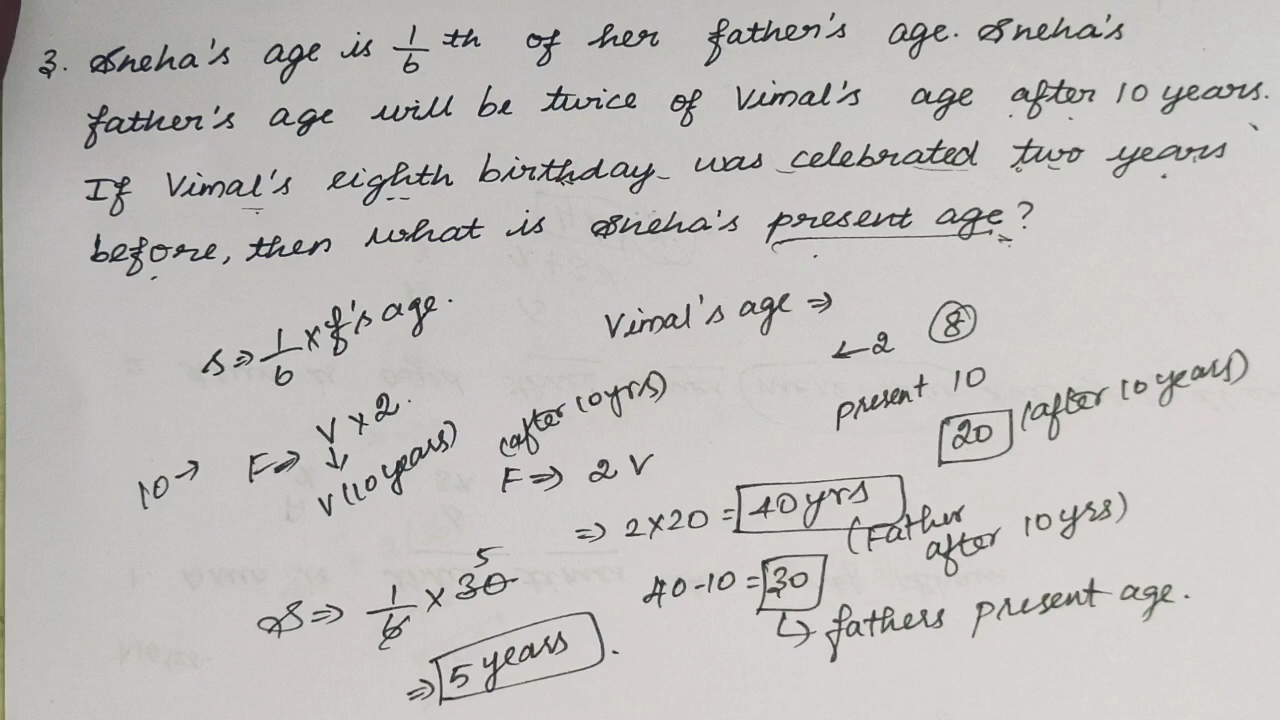 3. Sneha's age is 1/6 th of her father's age. Sneha's
father's age will be twice of Vimal's age after 10 years.
If Vimal's eighth birthday was celebrated two years
before, then what is Sneha's present age?
S ⇒ 1/6 × f's age.
Vimal's age ⇒
←2 8
present 10
20 (after 10 years)
10 → F ⇒ V × 2.
↓
V (10 years)
(after 10 yrs)
F ⇒ 2 V
⇒ 2×20 = 40 yrs
(Father
after 10 yrs)
40-10 = 30
↳ fathers present age.
S ⇒ 1/6 × 30 5
⇒ 5 years.